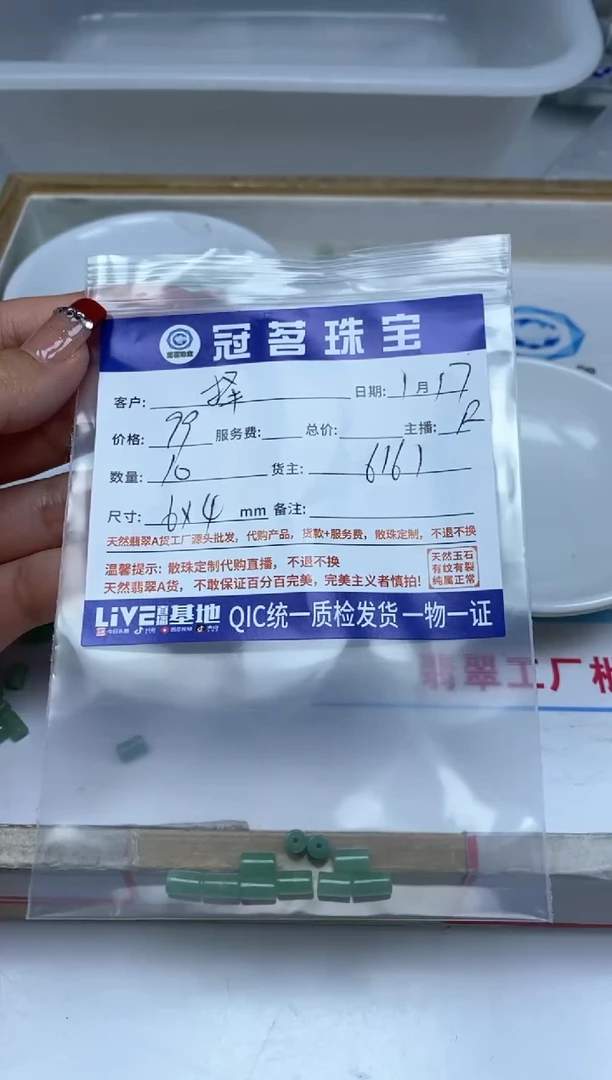 冠茗珠宝
客户: 择 日期: 1月17
价格: 99 服务费: 总价: 主播: R
数量: 10 货主: 6161
尺寸: 6x4 mm 备注:
天然翡翠A货工厂源头批发，代购产品，货款+服务费，散珠定制，不退不换
温馨提示: 散珠定制代购直播，不退不换
天然翡翠A货，不敢保证百分百完美，完美主义者慎拍!
天然玉石
有纹有裂
纯属正常
LIVE直播基地 QIC统一质检发货 一物一证
翡翠工厂批